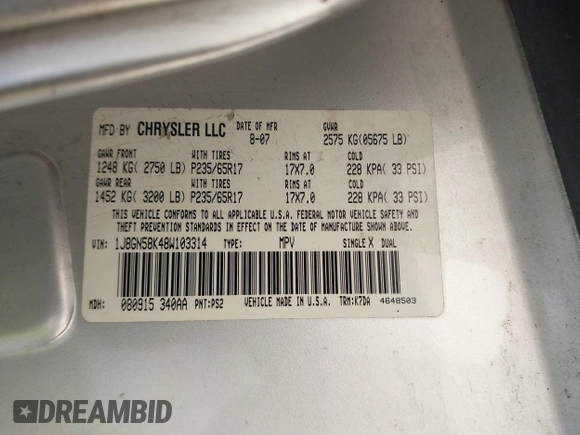 MFD BY CHRYSLER LLC DATE OF MFR 8-07 GVWR 2575 KG(05675 LB)
GAWR FRONT WITH TIRES RIMS AT COLD
1248 KG( 2750 LB) P235/65R17 17X7.0 228 KPA( 33 PSI)
GAWR REAR WITH TIRES RIMS AT COLD
1452 KG( 3200 LB) P235/65R17 17X7.0 228 KPA( 33 PSI)
THIS VEHICLE CONFORMS TO ALL APPLICABLE U.S.A. FEDERAL MOTOR VEHICLE SAFETY AND
THEFT PREVENTION STANDARDS IN EFFECT ON THE DATE OF MANUFACTURE SHOWN ABOVE.
VIN: 1J8GN58K48W103314 TYPE: MPV SINGLE X DUAL
MDH: 080915 340AA PNT:PS2 VEHICLE MADE IN U.S.A. TRM:K7DA 4648503
DREAMBID